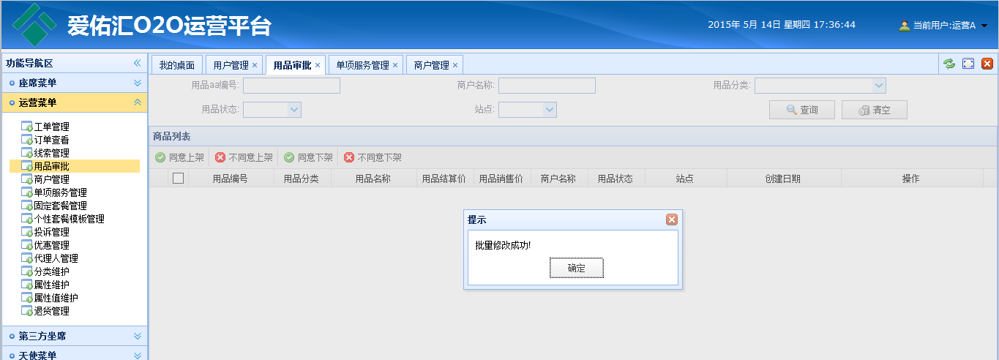 爱佑汇O2O运营平台
2015年 5月 14日 星期四 17:36:44
当前用户:运营A
功能导航区
座席菜单
运营菜单
工单管理
订单查看
线索管理
用品审批
商户管理
单项服务管理
固定套餐管理
个性套餐模板管理
投诉管理
优惠管理
代理人管理
分类维护
属性维护
属性值维护
退货管理
第三方坐席
天使菜单
我的桌面 用户管理 用品审批 单项服务管理 商户管理
用品aa编号: 商户名称: 用品分类:
用品状态: 站点: 查询 清空
商品列表
同意上架 不同意上架 同意下架 不同意下架
用品编号 用品分类 用品名称 用品结算价 用品销售价 商户名称 用品状态 站点 创建日期 操作
提示
批量修改成功!
确定